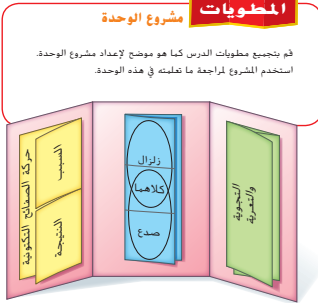 المطويات
مشروع الوحدة
قم بتجميع مطويات الدرس كما هو موضح لإعداد مشروع الوحدة.
استخدم المشروع لمراجعة ما تعلمته في هذه الوحدة.
التجوية
والتعرية
زلزال
كلاهما
صدع
السبب
النتيجة
حركة الصفائح التكتونية